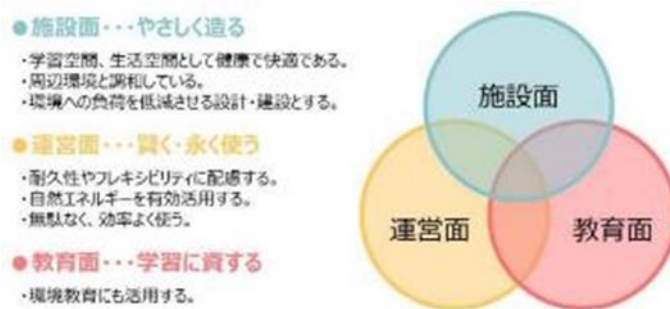 ●施設面・・・やさしく造る
・学習空間、生活空間として健康で快適である。
・周辺環境と調和している。
・環境への負荷を低減させる設計・建設とする。
●運営面・・・賢く・永く使う
・耐久性やフレキシビリティに配慮する。
・自然エネルギーを有効活用する。
・無駄なく、効率よく使う。
●教育面・・・学習に資する
・環境教育にも活用する。
施設面
運営面
教育面